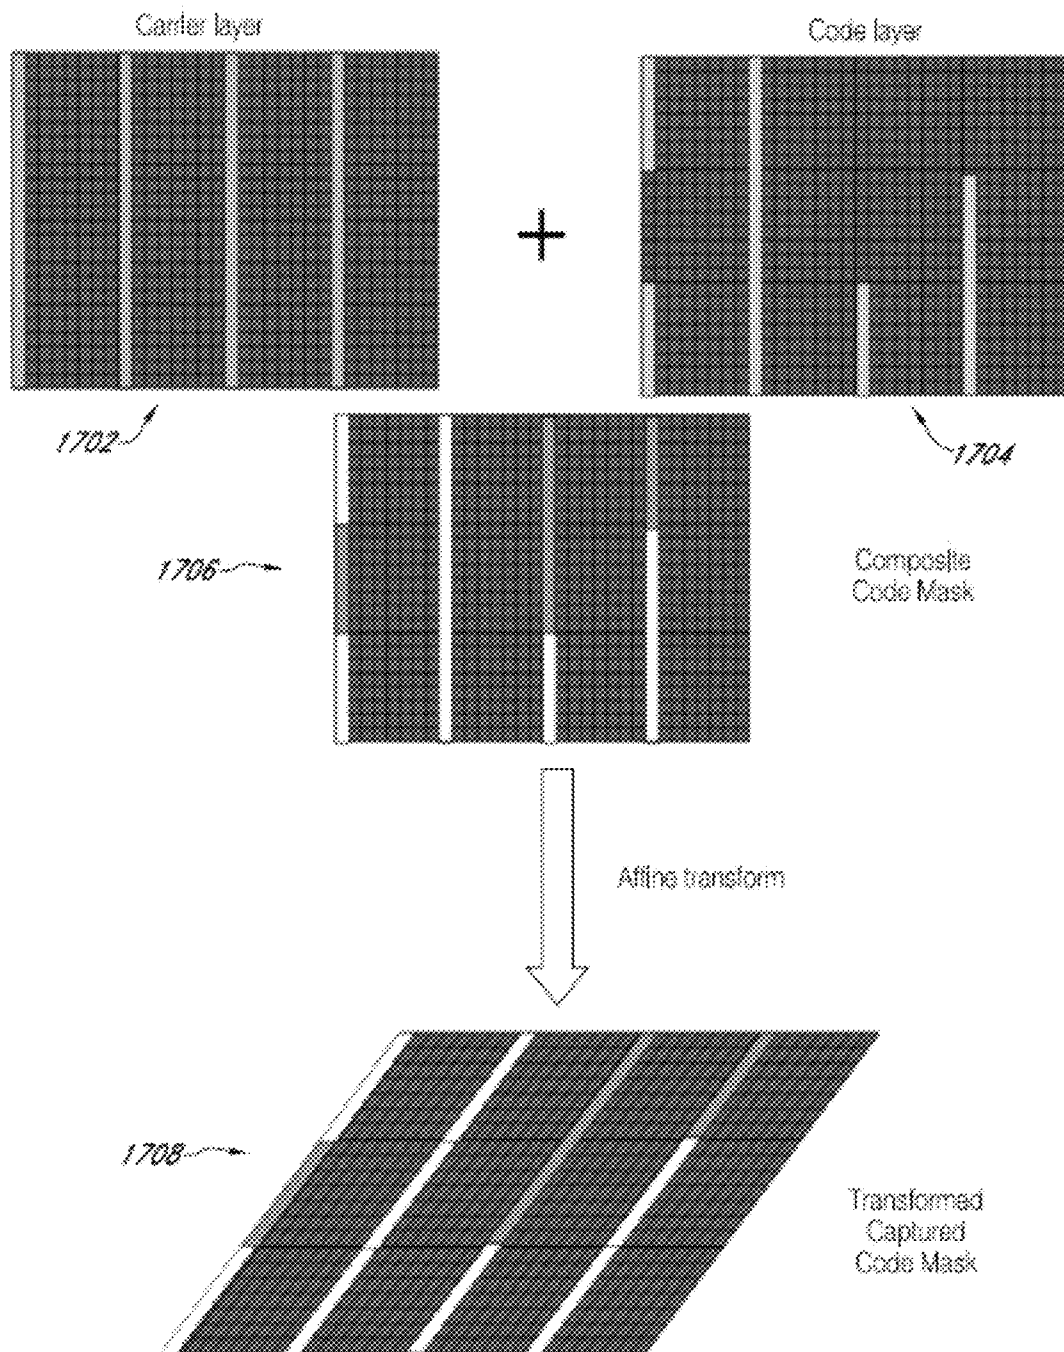 Carrier layer
Code layer
+
1702
1704
1706
Composite
Code Mask
Affine transform
1708
Transformed
Captured
Code Mask